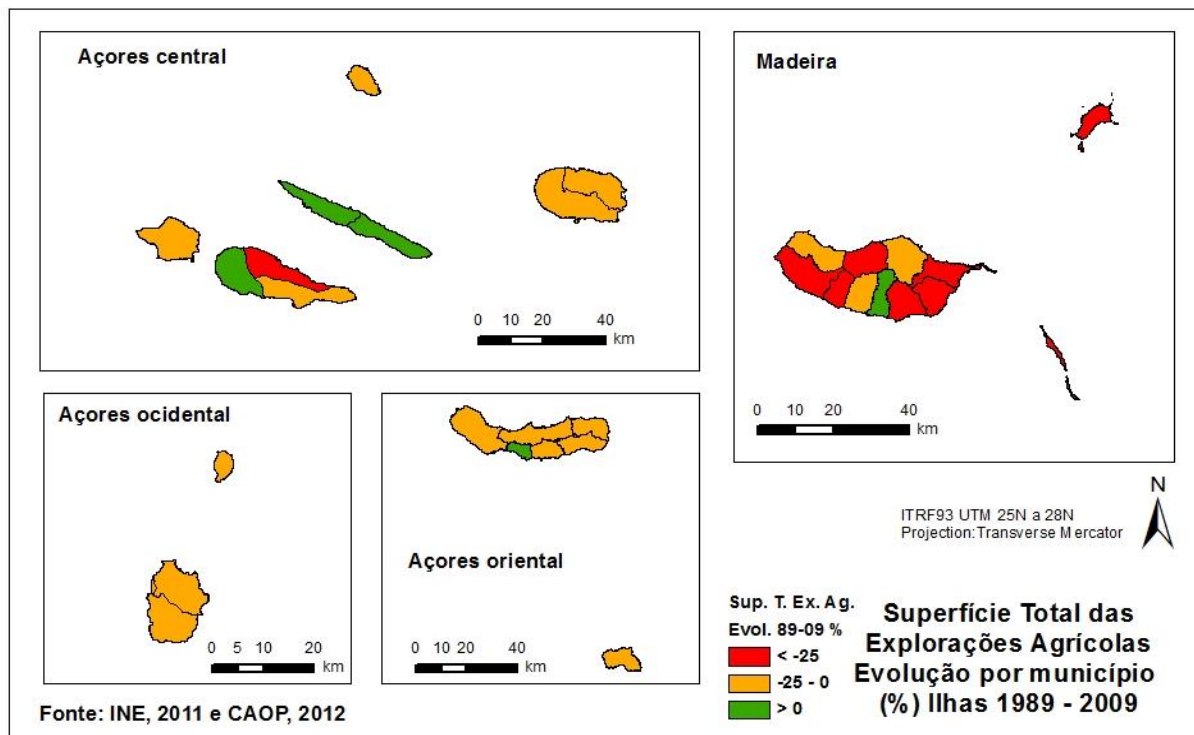 Açores central
0 10 20 40
km
Madeira
0 10 20 40
km
Açores ocidental
0 5 10 20
km
Açores oriental
0 10 20 40
km
N
ITRF93 UTM 25N a 28N
Projection:Transverse Mercator
Sup. T. Ex. Ag.
Evol. 89-09 %
< -25
-25 - 0
> 0
Superfície Total das
Explorações Agrícolas
Evolução por município
(%) Ilhas 1989 - 2009
Fonte: INE, 2011 e CAOP, 2012